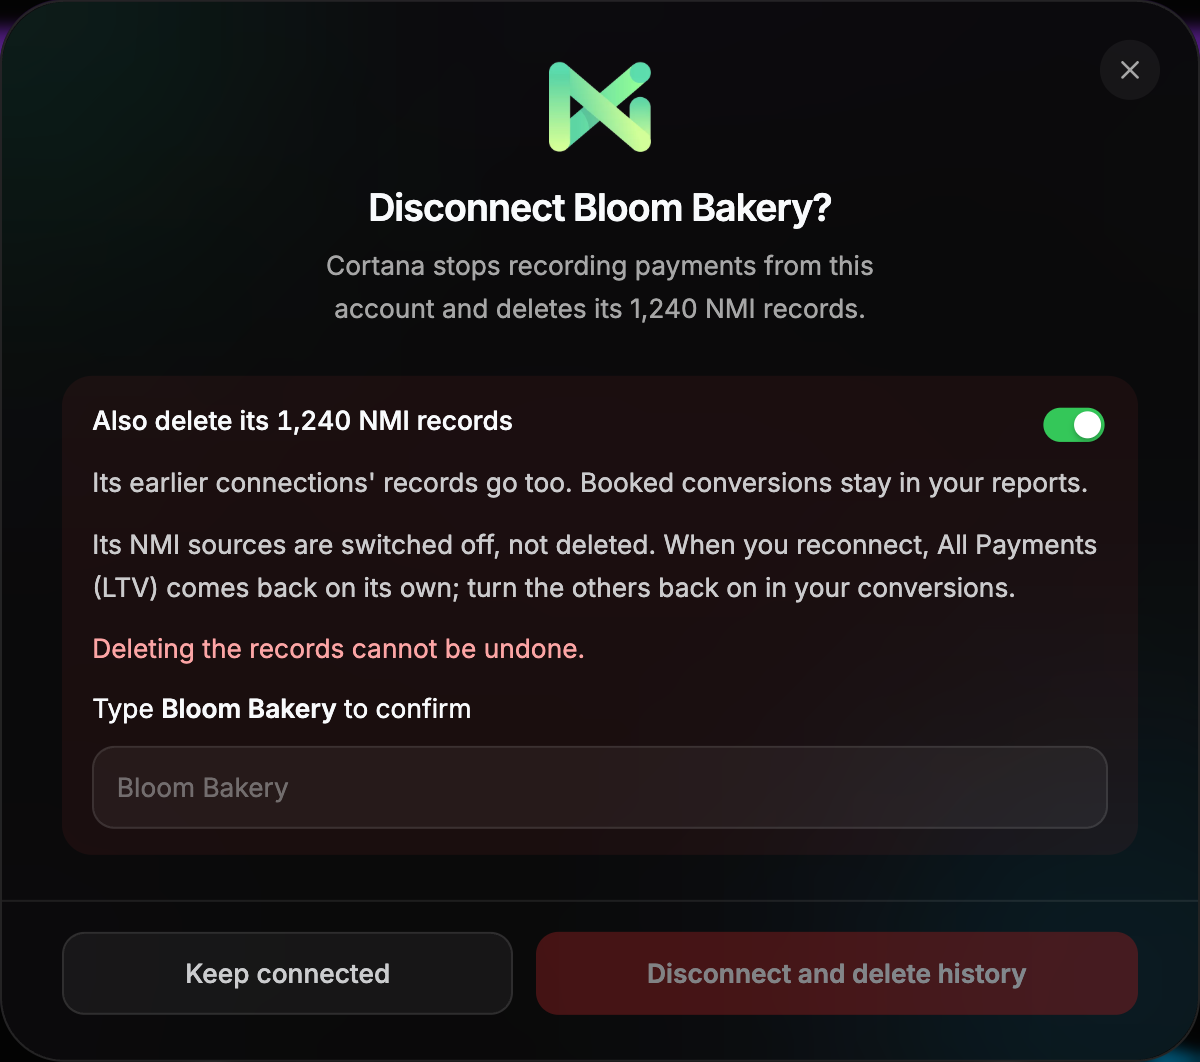 Disconnect Bloom Bakery?
Cortana stops recording payments from this
account and deletes its 1,240 NMI records.
Also delete its 1,240 NMI records
Its earlier connections' records go too. Booked conversions stay in your reports.
Its NMI sources are switched off, not deleted. When you reconnect, All Payments
(LTV) comes back on its own; turn the others back on in your conversions.
Deleting the records cannot be undone.
Type Bloom Bakery to confirm
Bloom Bakery
Keep connected
Disconnect and delete history